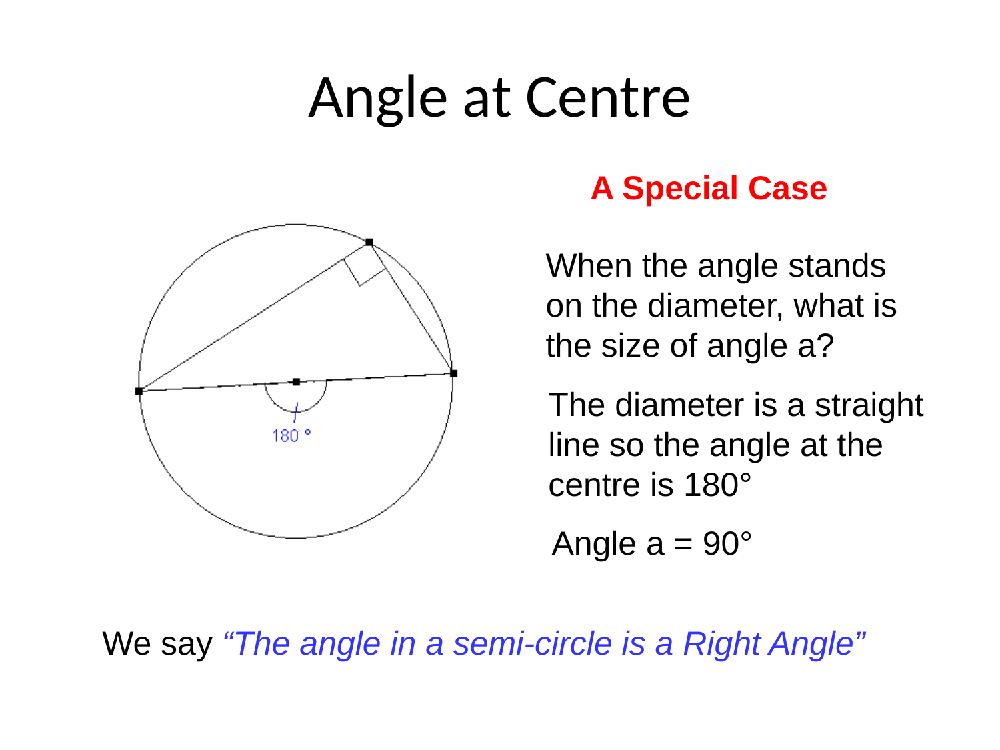 Angle at Centre
A Special Case
When the angle stands
on the diameter, what is
the size of angle a?
The diameter is a straight
line so the angle at the
centre is 180°
Angle a = 90°
180 º
We say “The angle in a semi-circle is a Right Angle”